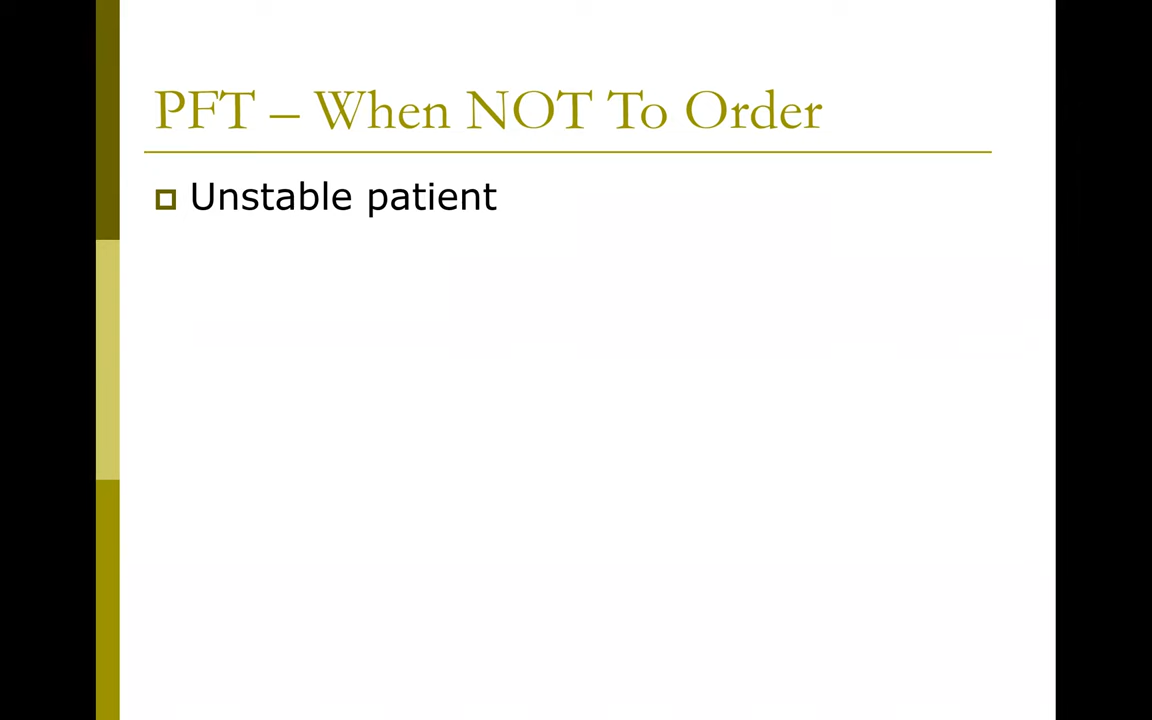 PFT – When NOT To Order
Unstable patient